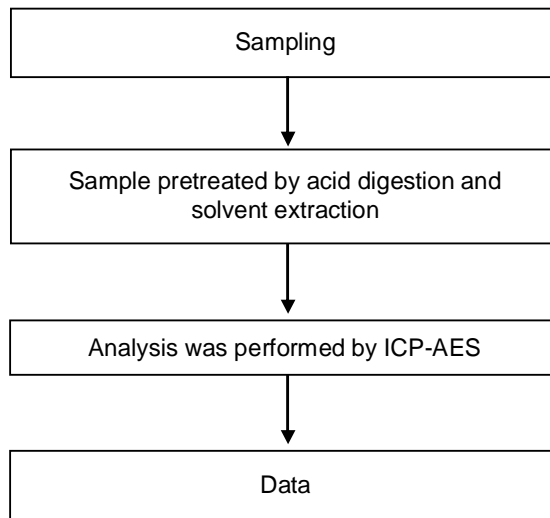 Sampling
Sample pretreated by acid digestion and
solvent extraction
Analysis was performed by ICP-AES
Data